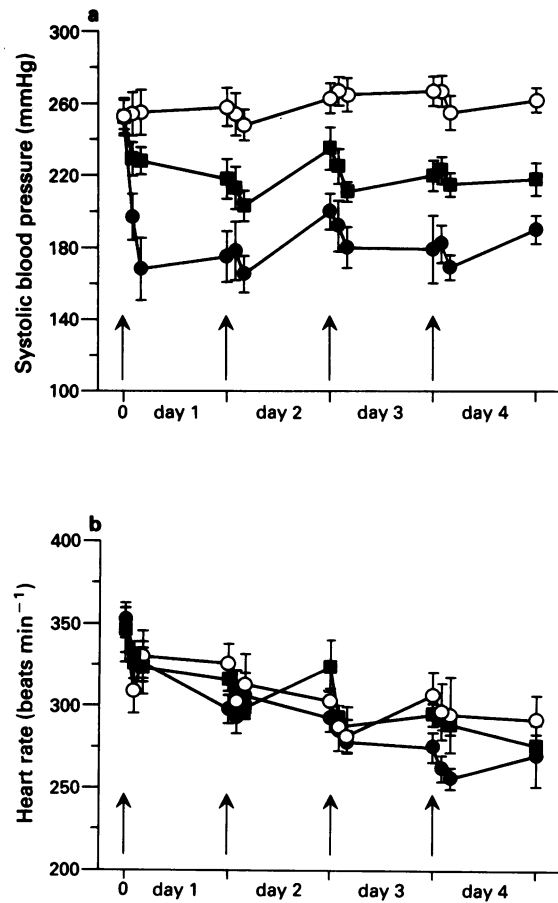 a
Systolic blood pressure (mmHg)
300
260
220
180
140
100
0 day 1 day 2 day 3 day 4
b
Heart rate (beats min⁻¹)
400
350
300
250
200
0 day 1 day 2 day 3 day 4